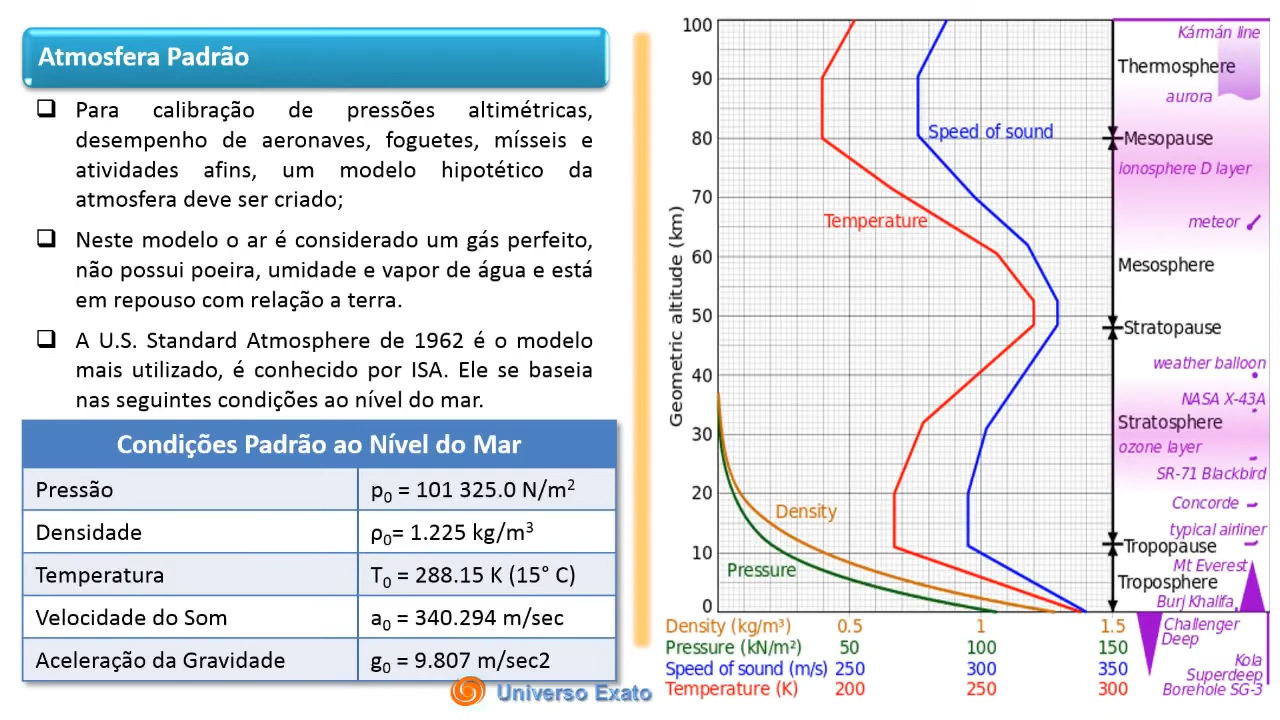 Atmosfera Padrão
Para calibração de pressões altimétricas,
desempenho de aeronaves, foguetes, mísseis e
atividades afins, um modelo hipotético da
atmosfera deve ser criado;
Neste modelo o ar é considerado um gás perfeito,
não possui poeira, umidade e vapor de água e está
em repouso com relação a terra.
A U.S. Standard Atmosphere de 1962 é o modelo
mais utilizado, é conhecido por ISA. Ele se baseia
nas seguintes condições ao nível do mar.
Condições Padrão ao Nível do Mar
Pressão p₀ = 101 325.0 N/m²
Densidade ρ₀= 1.225 kg/m³
Temperatura T₀ = 288.15 K (15° C)
Velocidade do Som a₀ = 340.294 m/sec
Aceleração da Gravidade g₀ = 9.807 m/sec2
Universo Exato
Geometric altitude (km)
100
90
80
70
60
50
40
30
20
10
0
Speed of sound
Temperature
Density
Pressure
Kármán line
Thermosphere
aurora
Mesopause
ionosphere D layer
meteor
Mesosphere
Stratopause
weather balloon
NASA X-43A
Stratosphere
ozone layer
SR-71 Blackbird
Concorde
typical airliner
Tropopause
Mt Everest
Troposphere
Burj Khalifa
Challenger
Deep
Kola
Superdeep
Borehole SG-3
Density (kg/m³) 0.5 1 1.5
Pressure (kN/m²) 50 100 150
Speed of sound (m/s) 250 300 350
Temperature (K) 200 250 300